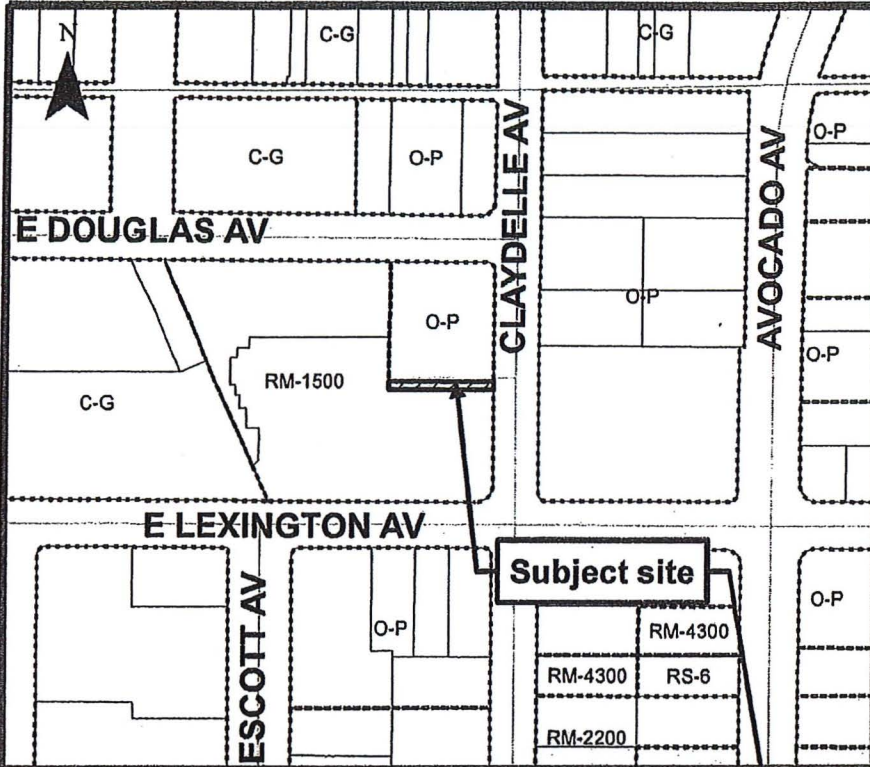 N
C-G
C-G
C-G
O-P
O-P
E DOUGLAS AV
CLAYDELLE AV
AVOCADO AV
O-P
O-P
O-P
RM-1500
C-G
E LEXINGTON AV
Subject site
ESCOTT AV
O-P
O-P
RM-4300
RM-4300
RS-6
RM-2200